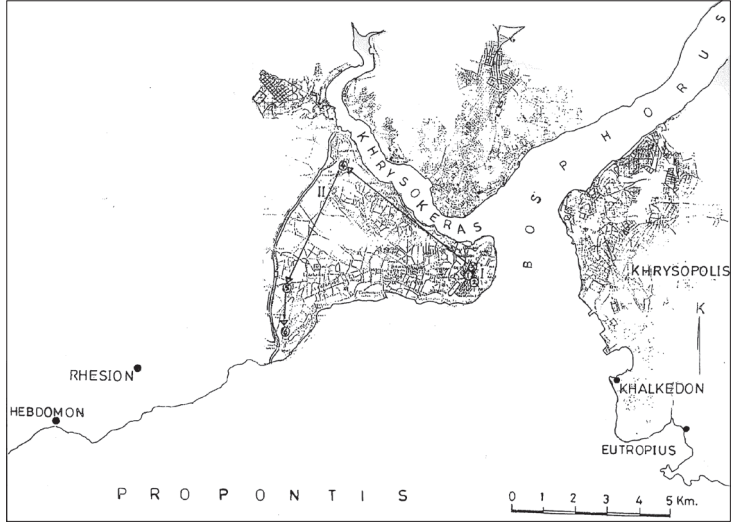 KHRYSOKERAS
BOSPHORUS
II
I
KHRYSOPOLIS
K
RHESION
KHALKEDON
HEBDOMON
EUTROPIUS
PROPONTIS
0 1 2 3 4 5 Km.